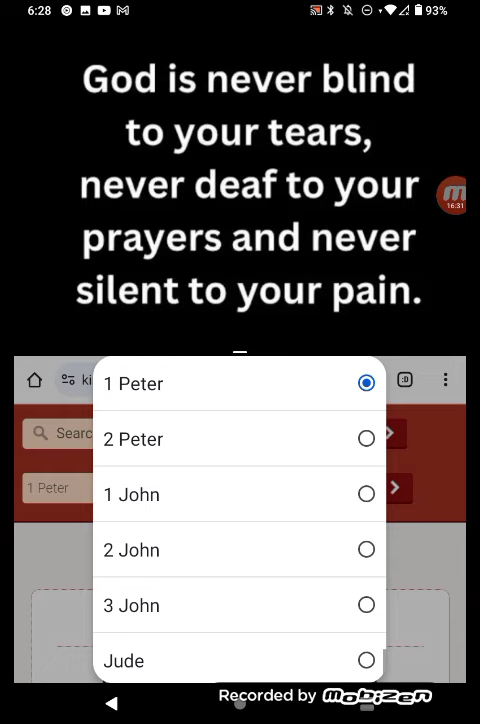 6:28
93%
God is never blind
to your tears,
never deaf to your
prayers and never
silent to your pain.
16:31
ki
:D
1 Peter
Searc
2 Peter
1 Peter
1 John
2 John
3 John
Jude
Recorded by Mobizen